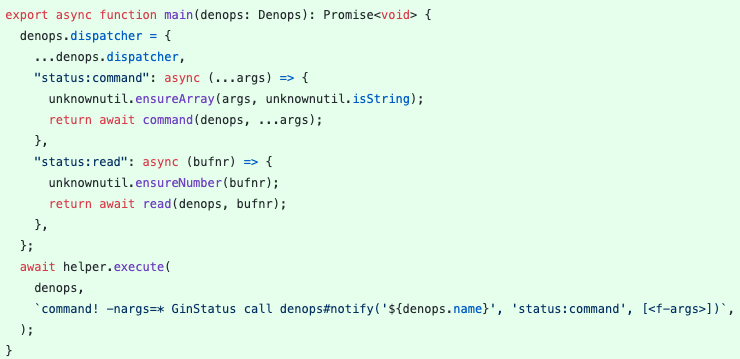 export async function main(denops: Denops): Promise<void> {
  denops.dispatcher = {
    ...denops.dispatcher,
    "status:command": async (...args) => {
      unknownutil.ensureArray(args, unknownutil.isString);
      return await command(denops, ...args);
    },
    "status:read": async (bufnr) => {
      unknownutil.ensureNumber(bufnr);
      return await read(denops, bufnr);
    },
  };
  await helper.execute(
    denops,
    `command! -nargs=* GinStatus call denops#notify('${denops.name}', 'status:command', [<f-args>])`,
  );
}